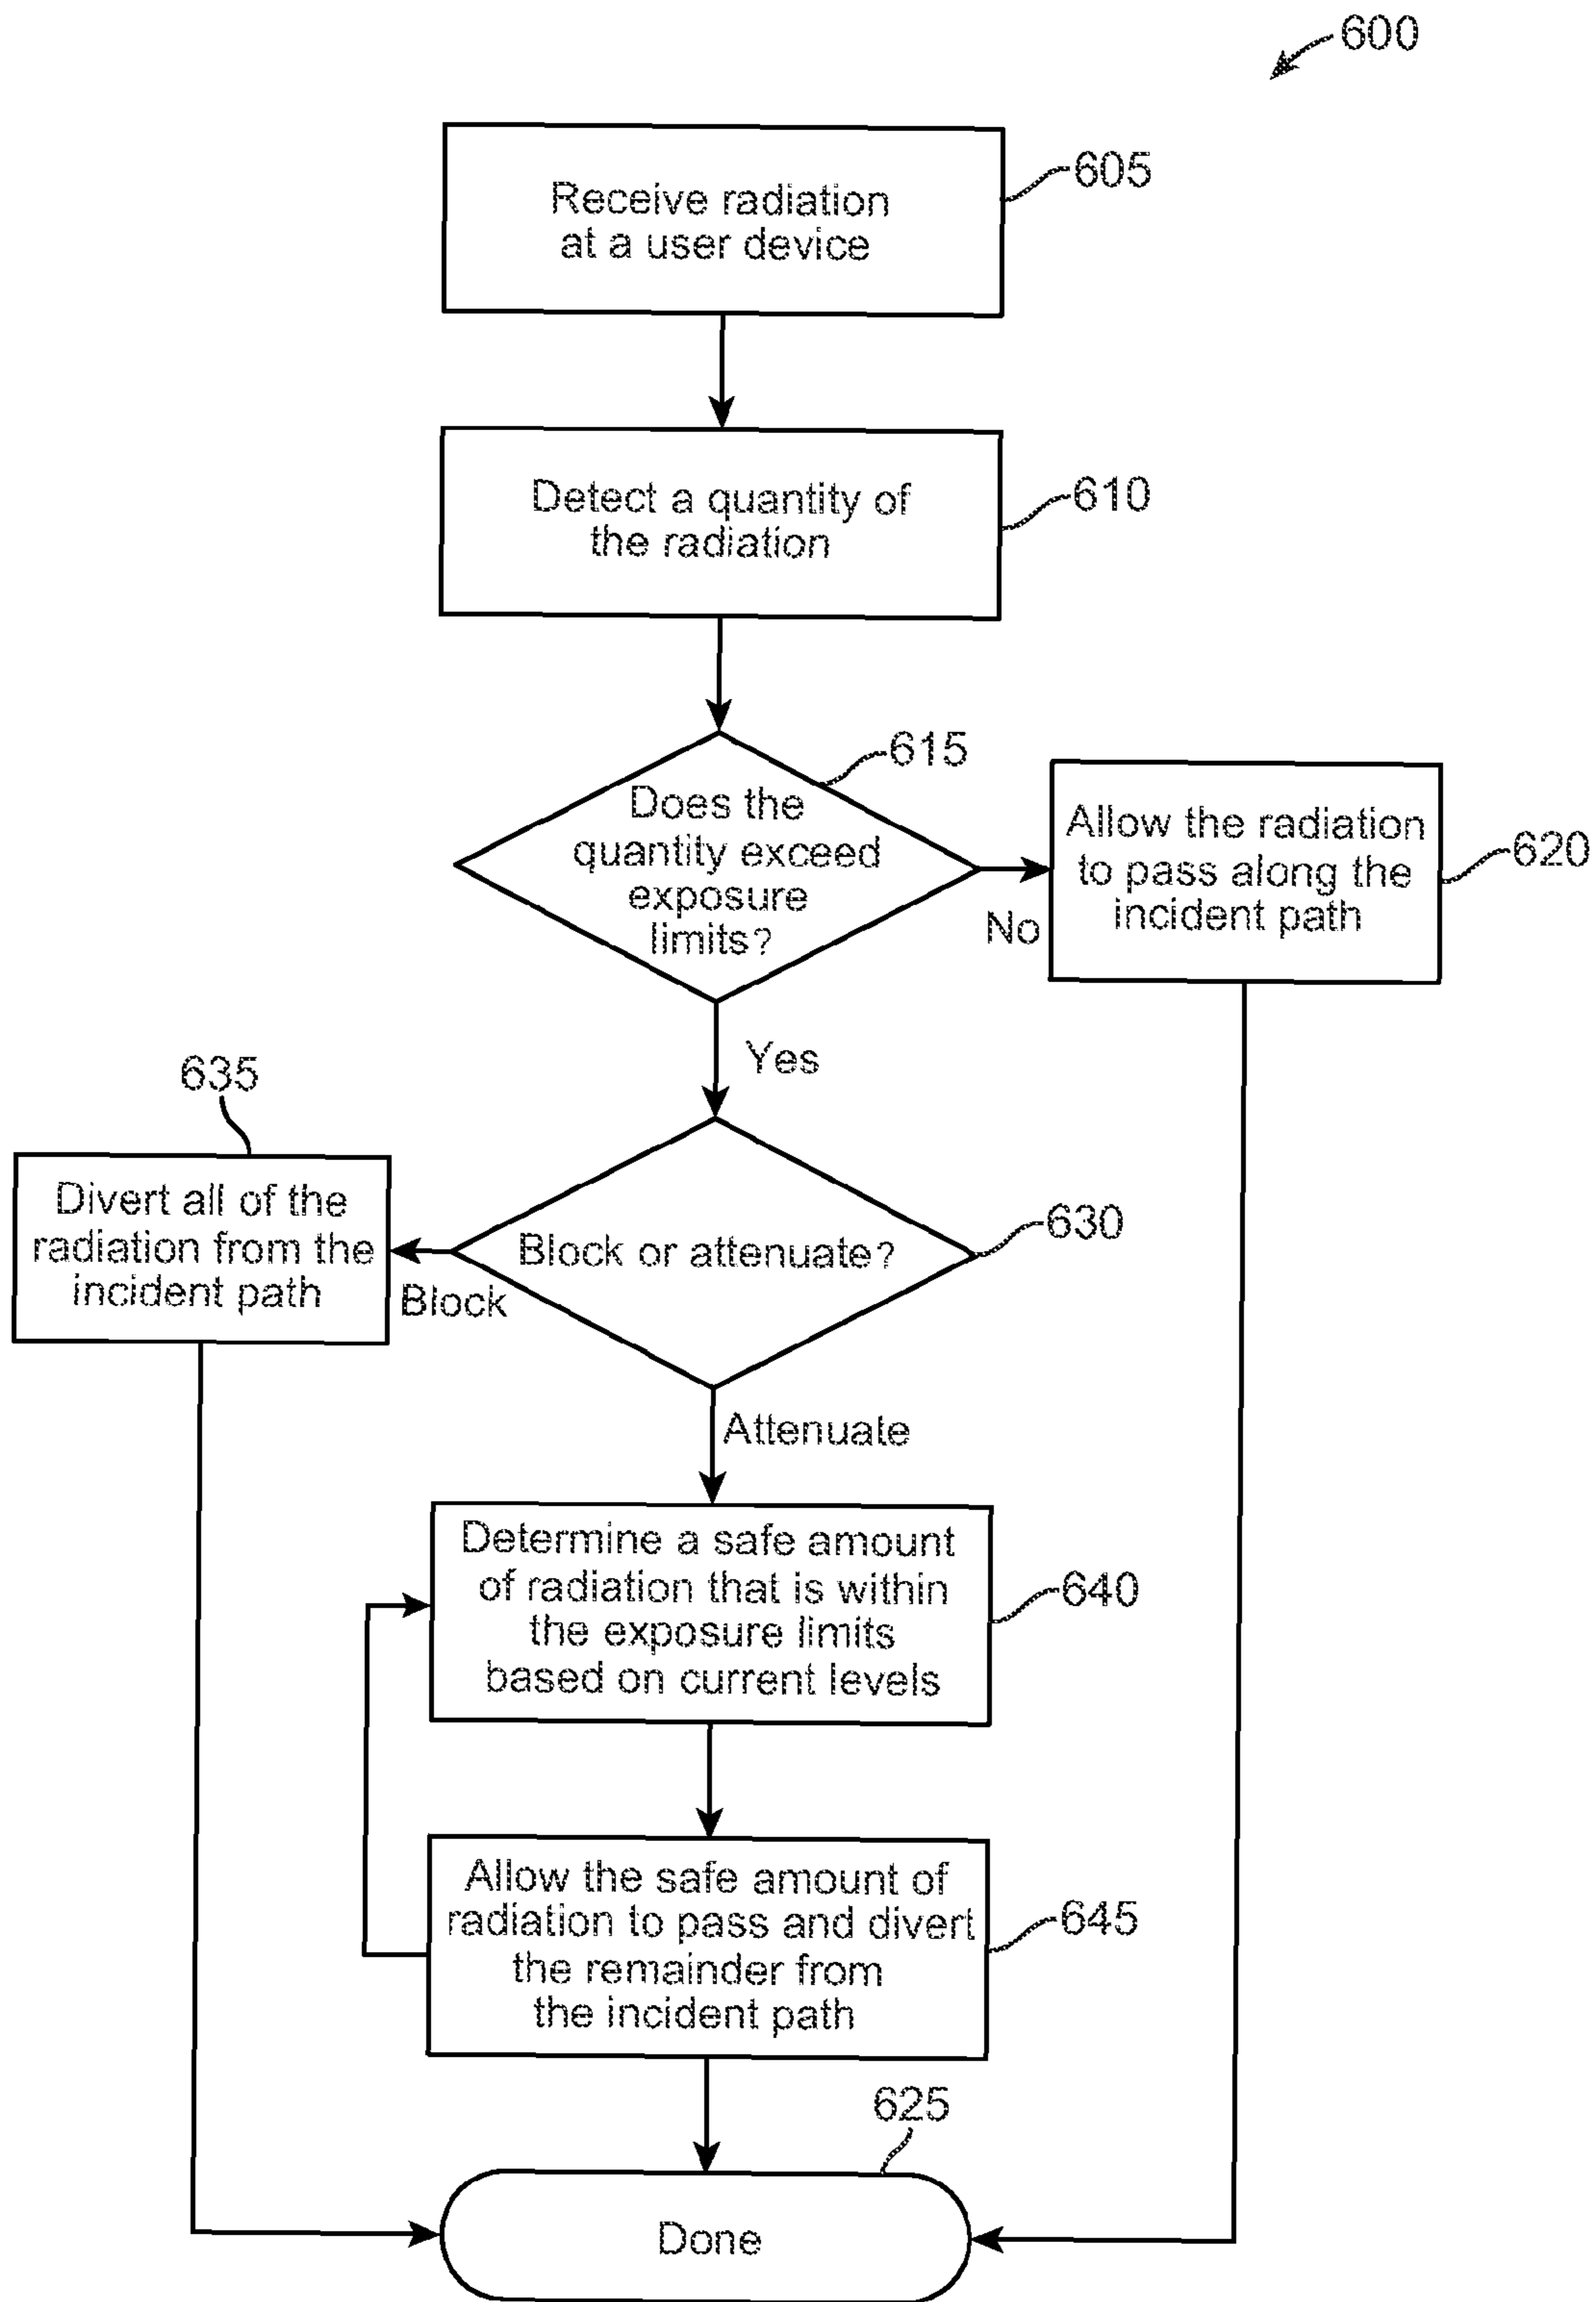 600
Receive radiation
at a user device
605
Detect a quantity of
the radiation
610
615
Does the
quantity exceed
exposure
limits?
No
Allow the radiation
to pass along the
incident path
620
Yes
635
Divert all of the
radiation from the
incident path
Block
Block or attenuate?
630
Attenuate
Determine a safe amount
of radiation that is within
the exposure limits
based on current levels
640
Allow the safe amount of
radiation to pass and divert
the remainder from
the incident path
645
625
Done